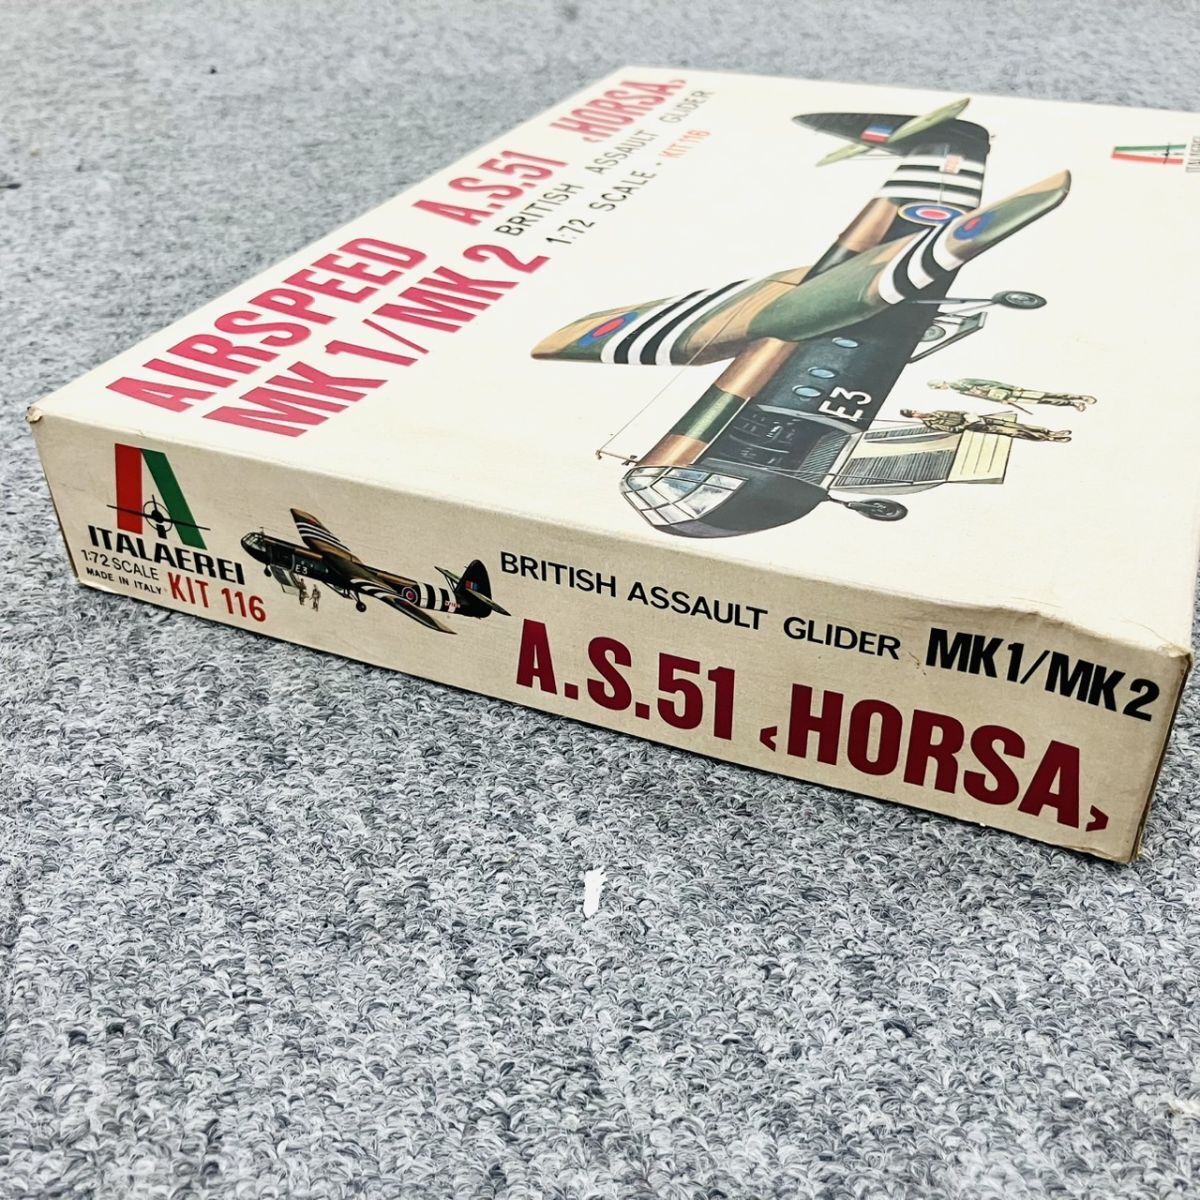 AIRSPEED A.S.51 ‹HORSA›
MK 1/MK 2 BRITISH ASSAULT GLIDER
1:72 SCALE - KIT 116
E3
ITALAEREI
1:72 SCALE
MADE IN ITALY
KIT 116
E3
BRITISH ASSAULT GLIDER MK1/MK2
A.S.51 ‹HORSA›